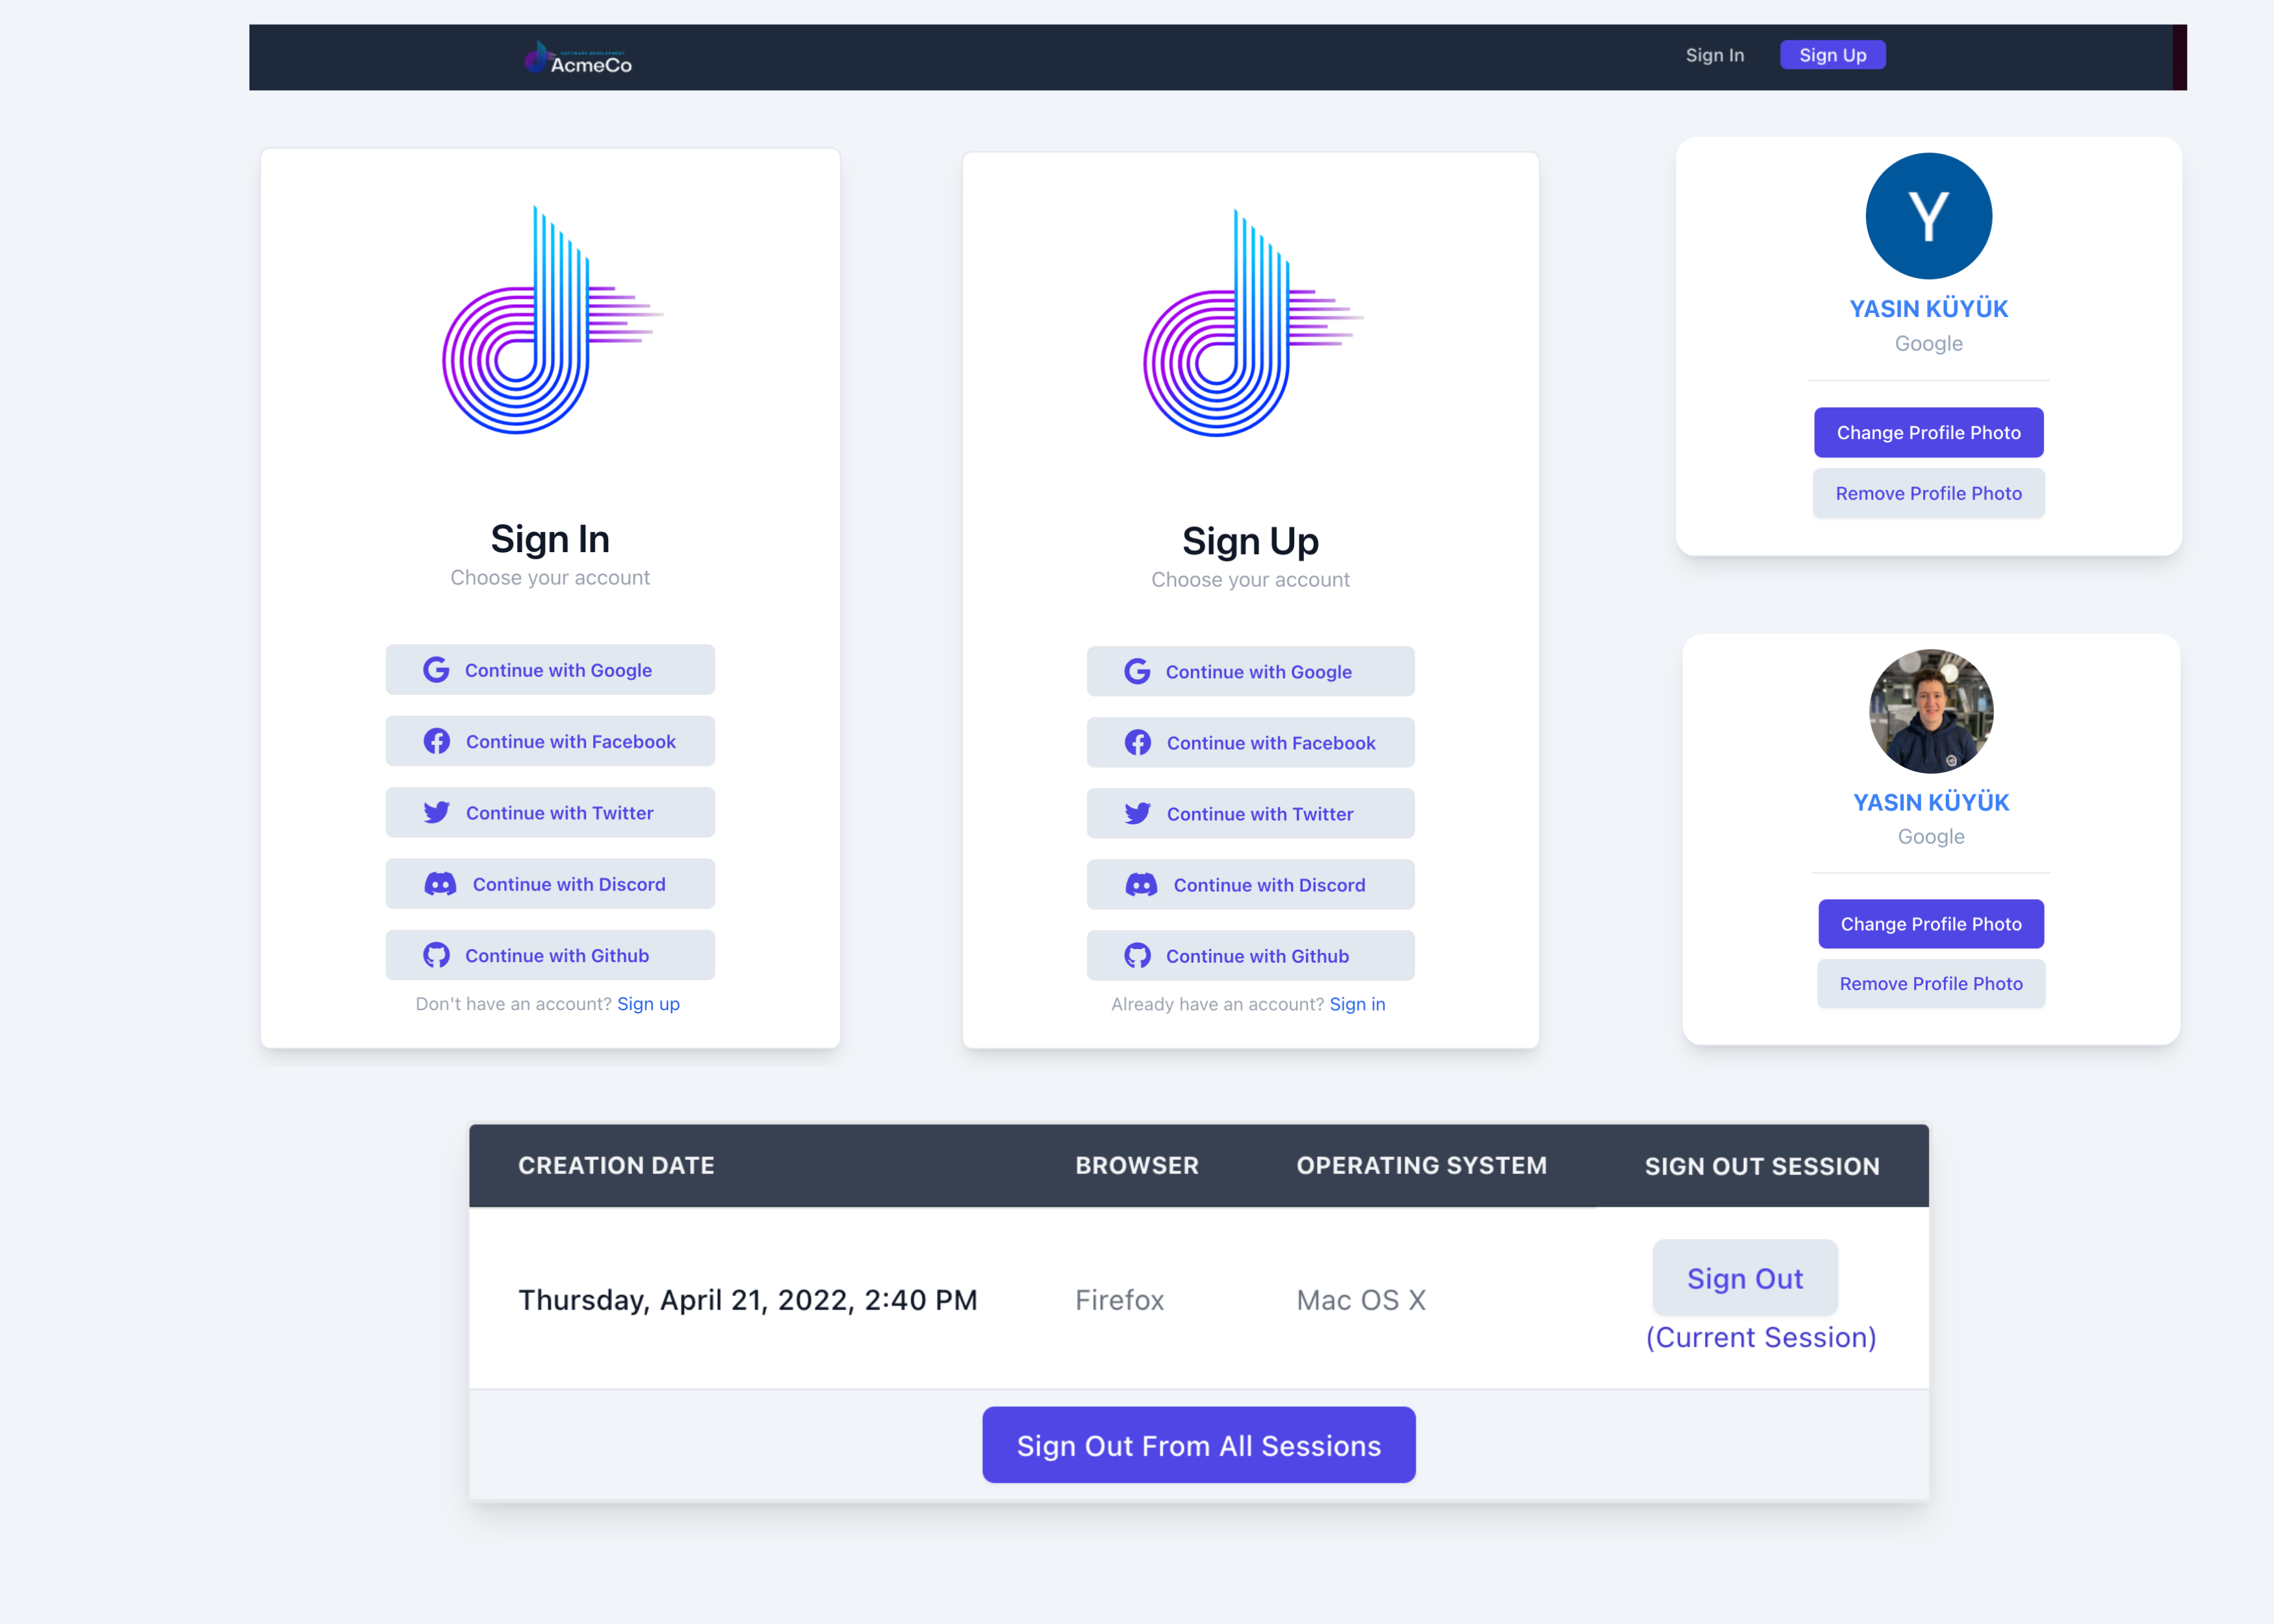 SOFTWARE DEVELOPMENT
AcmeCo
Sign In
Sign Up
Sign In
Choose your account
Continue with Google
Continue with Facebook
Continue with Twitter
Continue with Discord
Continue with Github
Don't have an account? Sign up
Sign Up
Choose your account
Continue with Google
Continue with Facebook
Continue with Twitter
Continue with Discord
Continue with Github
Already have an account? Sign in
Y
YASIN KÜYÜK
Google
Change Profile Photo
Remove Profile Photo
YASIN KÜYÜK
Google
Change Profile Photo
Remove Profile Photo
CREATION DATE
BROWSER
OPERATING SYSTEM
SIGN OUT SESSION
Thursday, April 21, 2022, 2:40 PM
Firefox
Mac OS X
Sign Out
(Current Session)
Sign Out From All Sessions